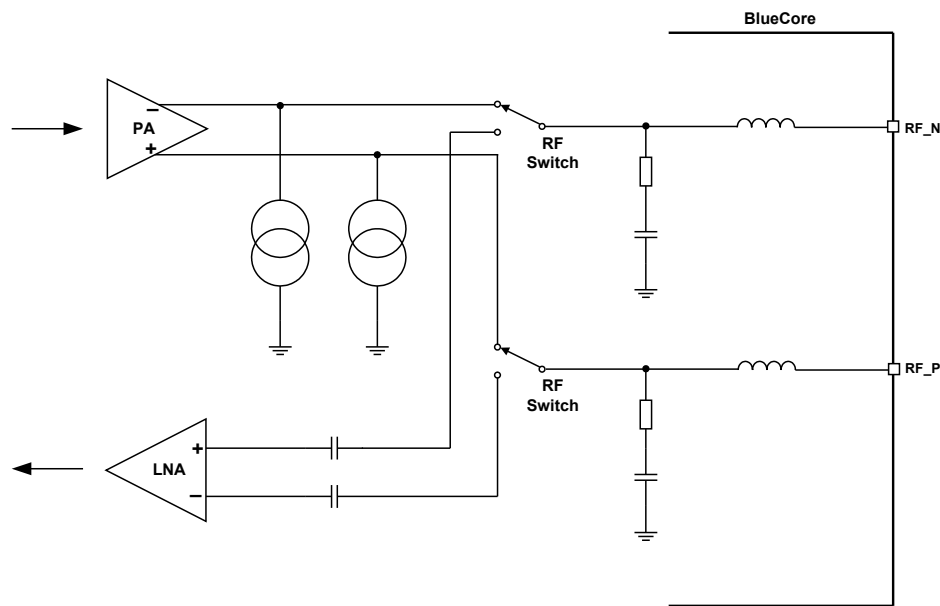 BlueCore
PA
−
+
RF
Switch
RF_N
RF
Switch
RF_P
LNA
+
−